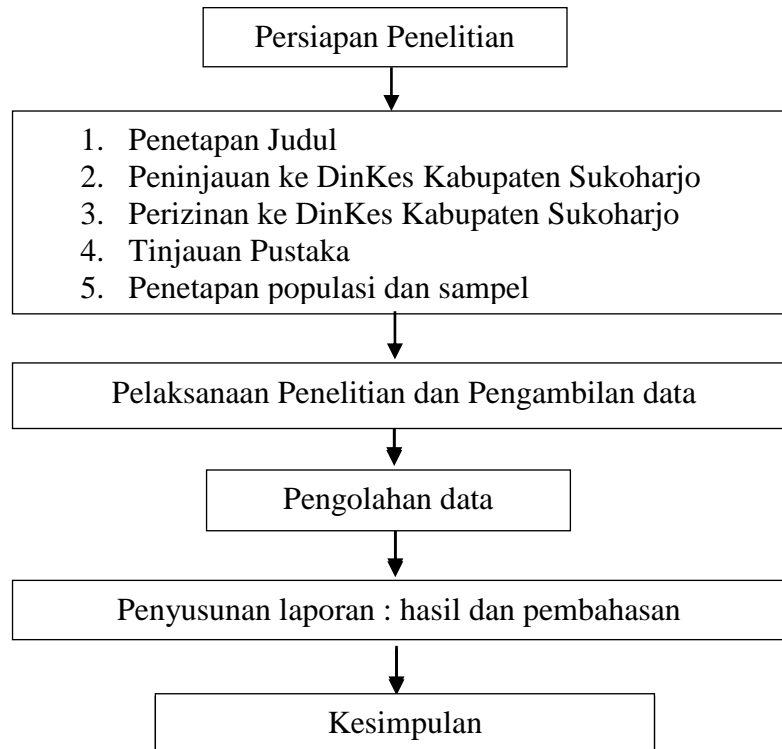 Persiapan Penelitian
1. Penetapan Judul
2. Peninjauan ke DinKes Kabupaten Sukoharjo
3. Perizinan ke DinKes Kabupaten Sukoharjo
4. Tinjauan Pustaka
5. Penetapan populasi dan sampel
Pelaksanaan Penelitian dan Pengambilan data
Pengolahan data
Penyusunan laporan : hasil dan pembahasan
Kesimpulan